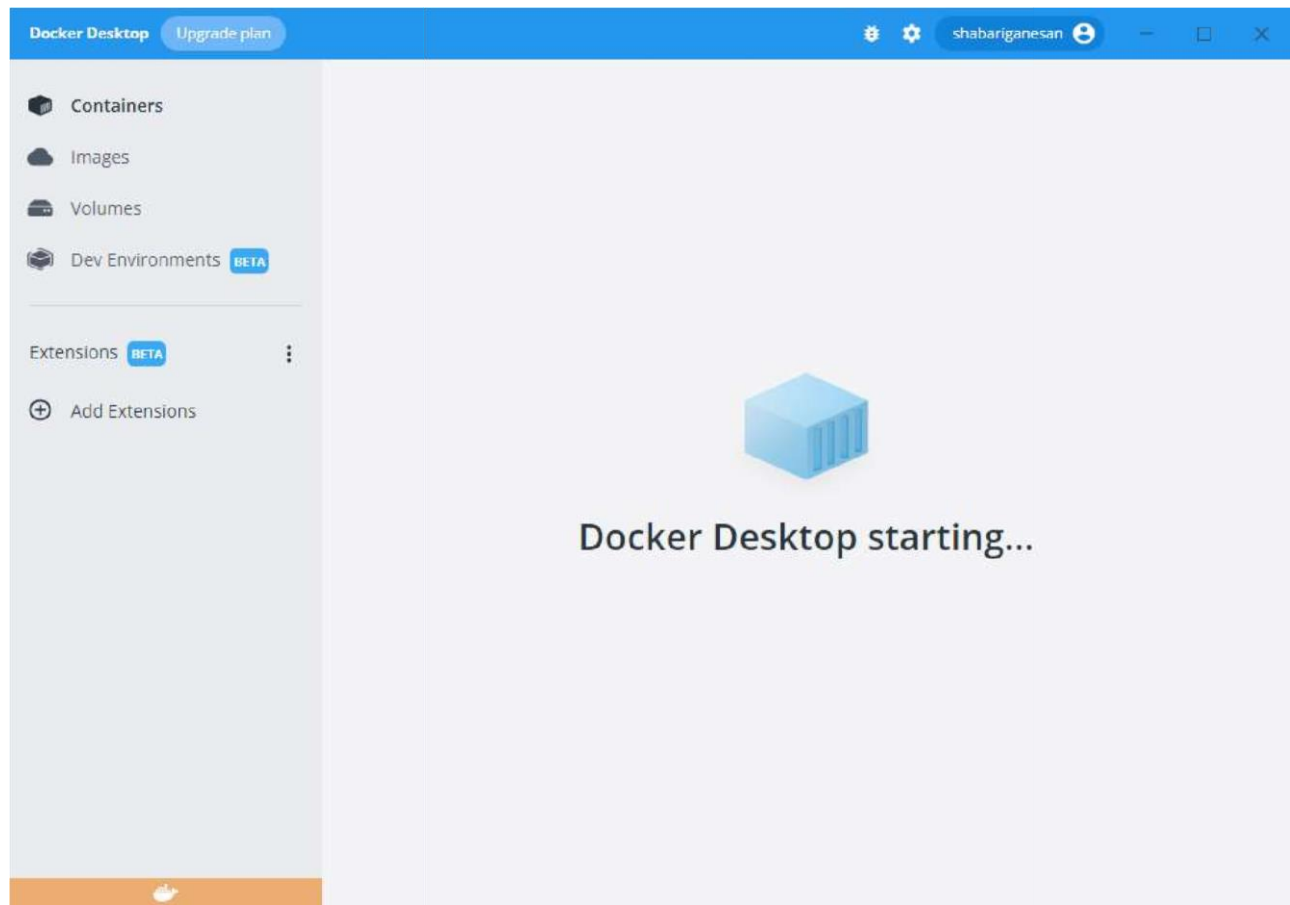 Docker Desktop Upgrade plan shabariganesan
Containers
Images
Volumes
Dev Environments BETA
Extensions BETA
Add Extensions
Docker Desktop starting...